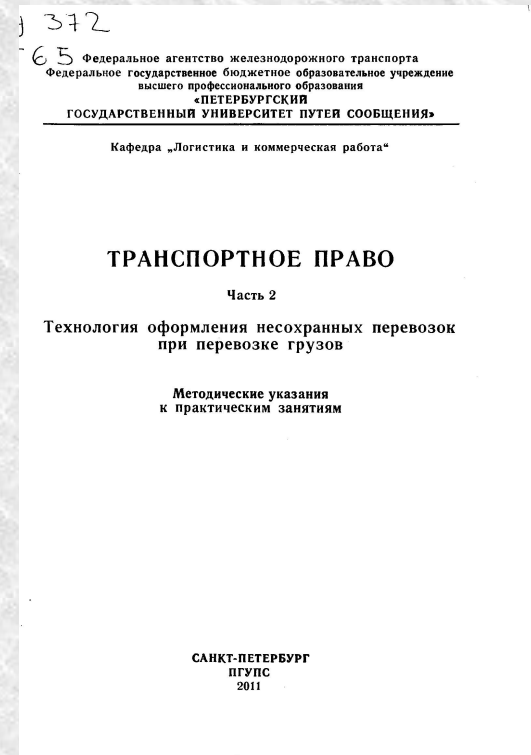 372
65
Федеральное агентство железнодорожного транспорта
Федеральное государственное бюджетное образовательное учреждение
высшего профессионального образования
«ПЕТЕРБУРГСКИЙ
ГОСУДАРСТВЕННЫЙ УНИВЕРСИТЕТ ПУТЕЙ СООБЩЕНИЯ»
Кафедра „Логистика и коммерческая работа“
ТРАНСПОРТНОЕ ПРАВО
Часть 2
Технология оформления несохранных перевозок
при перевозке грузов
Методические указания
к практическим занятиям
САНКТ-ПЕТЕРБУРГ
ПГУПС
2011